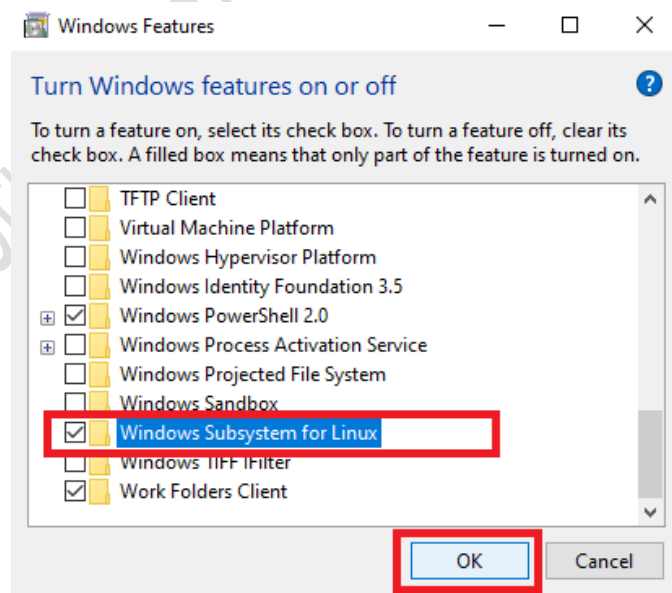 Windows Features
Turn Windows features on or off
To turn a feature on, select its check box. To turn a feature off, clear its
check box. A filled box means that only part of the feature is turned on.
TFTP Client
Virtual Machine Platform
Windows Hypervisor Platform
Windows Identity Foundation 3.5
Windows PowerShell 2.0
Windows Process Activation Service
Windows Projected File System
Windows Sandbox
Windows Subsystem for Linux
Windows TIFF IFilter
Work Folders Client
OK Cancel